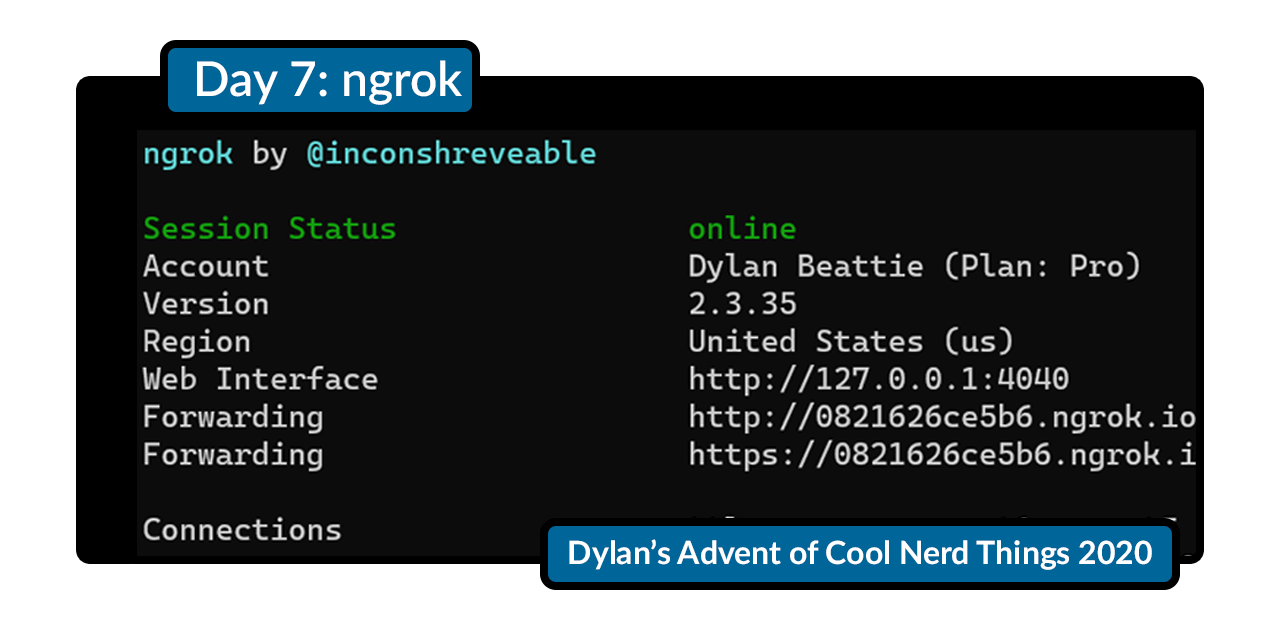 Day 7: ngrok
ngrok by @inconshreveable
Session Status online
Account Dylan Beattie (Plan: Pro)
Version 2.3.35
Region United States (us)
Web Interface http://127.0.0.1:4040
Forwarding http://0821626ce5b6.ngrok.io
Forwarding https://0821626ce5b6.ngrok.i
Connections
Dylan’s Advent of Cool Nerd Things 2020